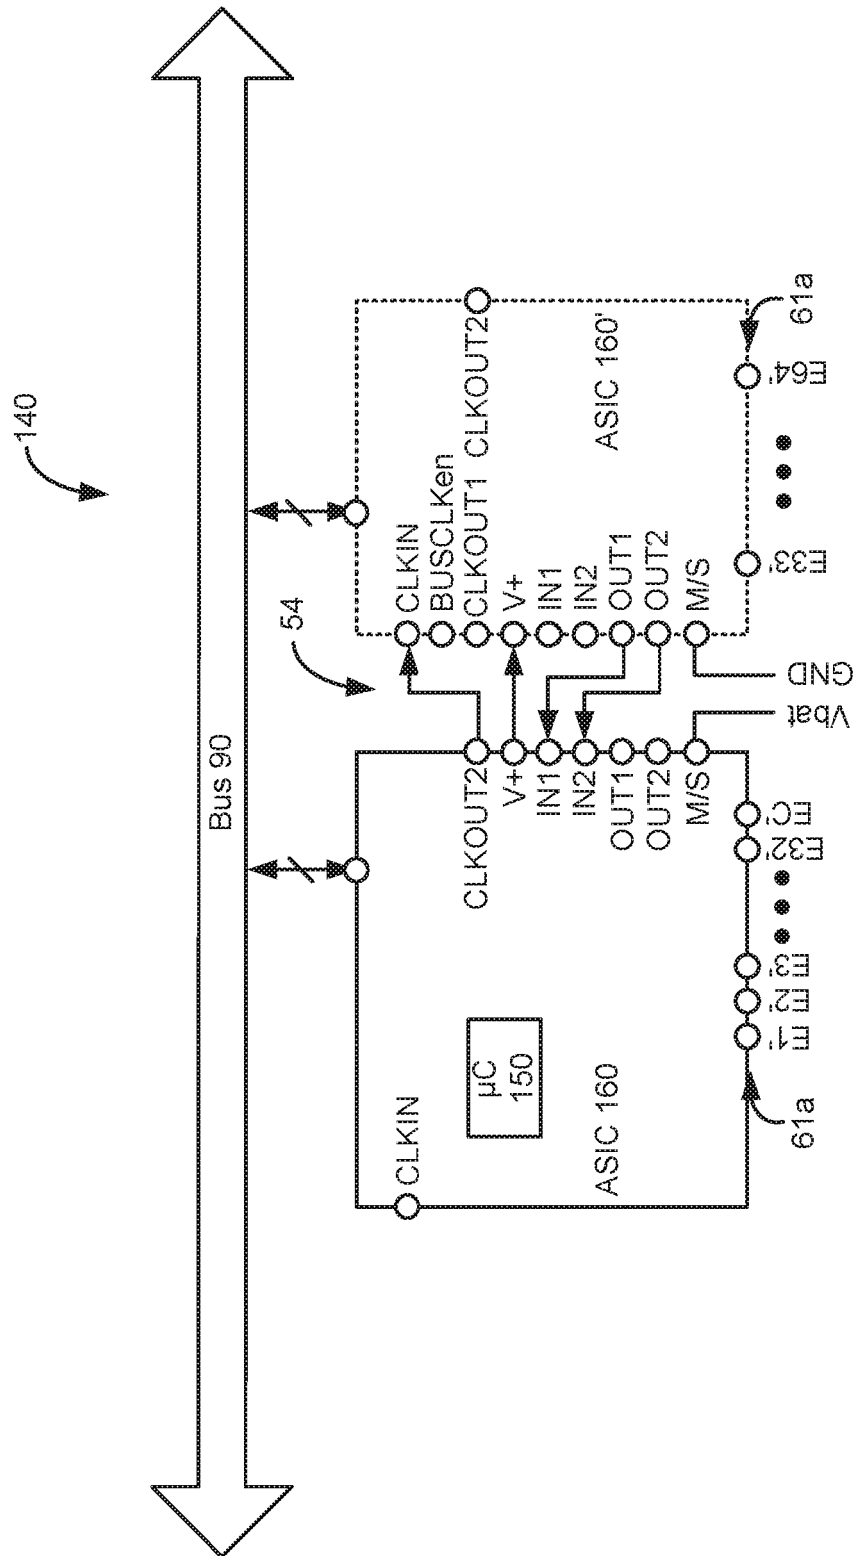 140
Bus 90
54
CLKIN
BUSCLKen
CLKOUT1
CLKOUT2
V+
IN1
IN2
OUT1
OUT2
M/S
ASIC 160'
61a
E33'
E64'
GND
Vbat
CLKOUT2
V+
IN1
IN2
OUT1
OUT2
M/S
CLKIN
µC
150
ASIC 160
61a
E1'
E2'
E3'
E32'
EC'